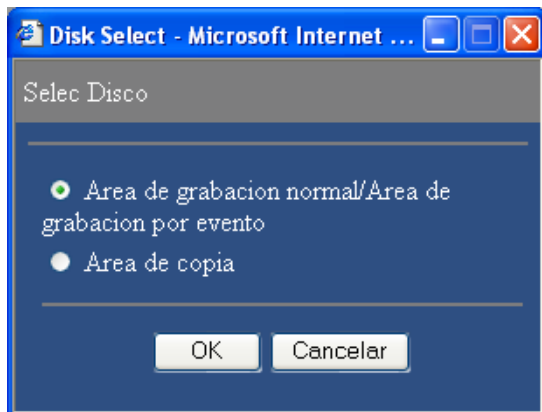 Disk Select - Microsoft Internet ...
Selec Disco
Area de grabacion normal/Area de
grabacion por evento
Area de copia
OK Cancelar